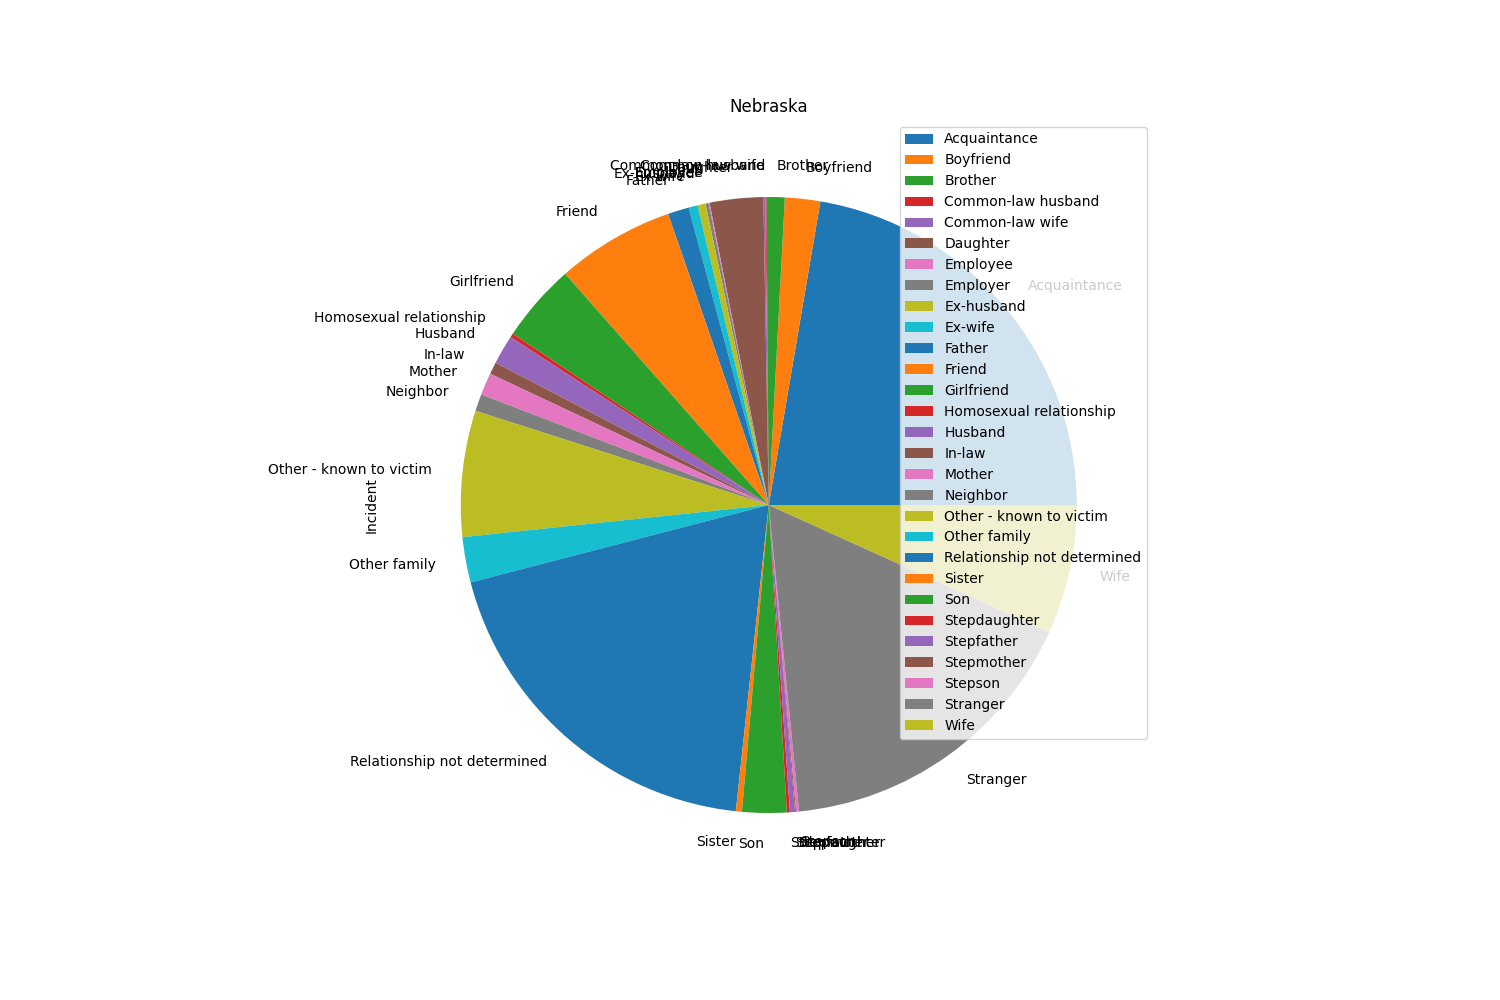 Nebraska
Acquaintance
Boyfriend
Brother
Common-law husband
Common-law wife
Daughter
Employee
Employer
Ex-husband
Ex-wife
Father
Friend
Girlfriend
Homosexual relationship
Husband
In-law
Mother
Neighbor
Other - known to victim
Other family
Relationship not determined
Sister
Son
Stepdaughter
Stepfather
Stepmother
Stepson
Stranger
Wife
Acquaintance
Boyfriend
Brother
Father
Friend
Girlfriend
Homosexual relationship
Husband
In-law
Mother
Neighbor
Other - known to victim
Incident
Other family
Relationship not determined
Sister
Son
Stranger
Wife